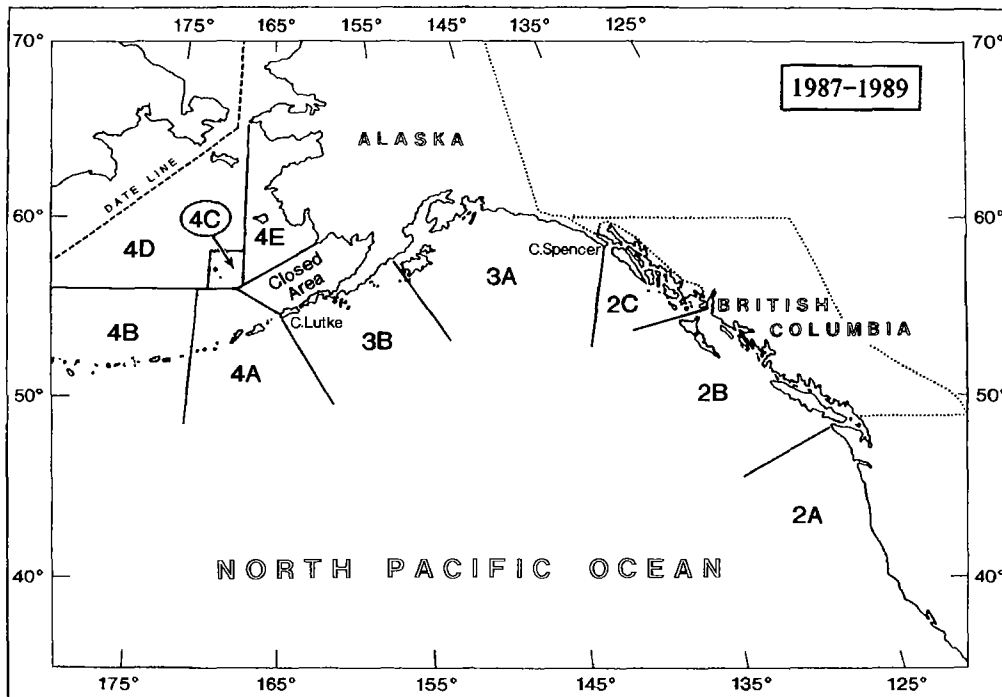 175° 165° 155° 145° 135° 125°
70° 70°
1987–1989
ALASKA
DATE LINE
60° 4C 60°
4D 4E C.Spencer
Closed Area 3A
2C BRITISH COLUMBIA
C.Lutke
4B 3B
4A 2B
50° 50°
2A
NORTH PACIFIC OCEAN
40° 40°
175° 165° 155° 145° 135° 125°